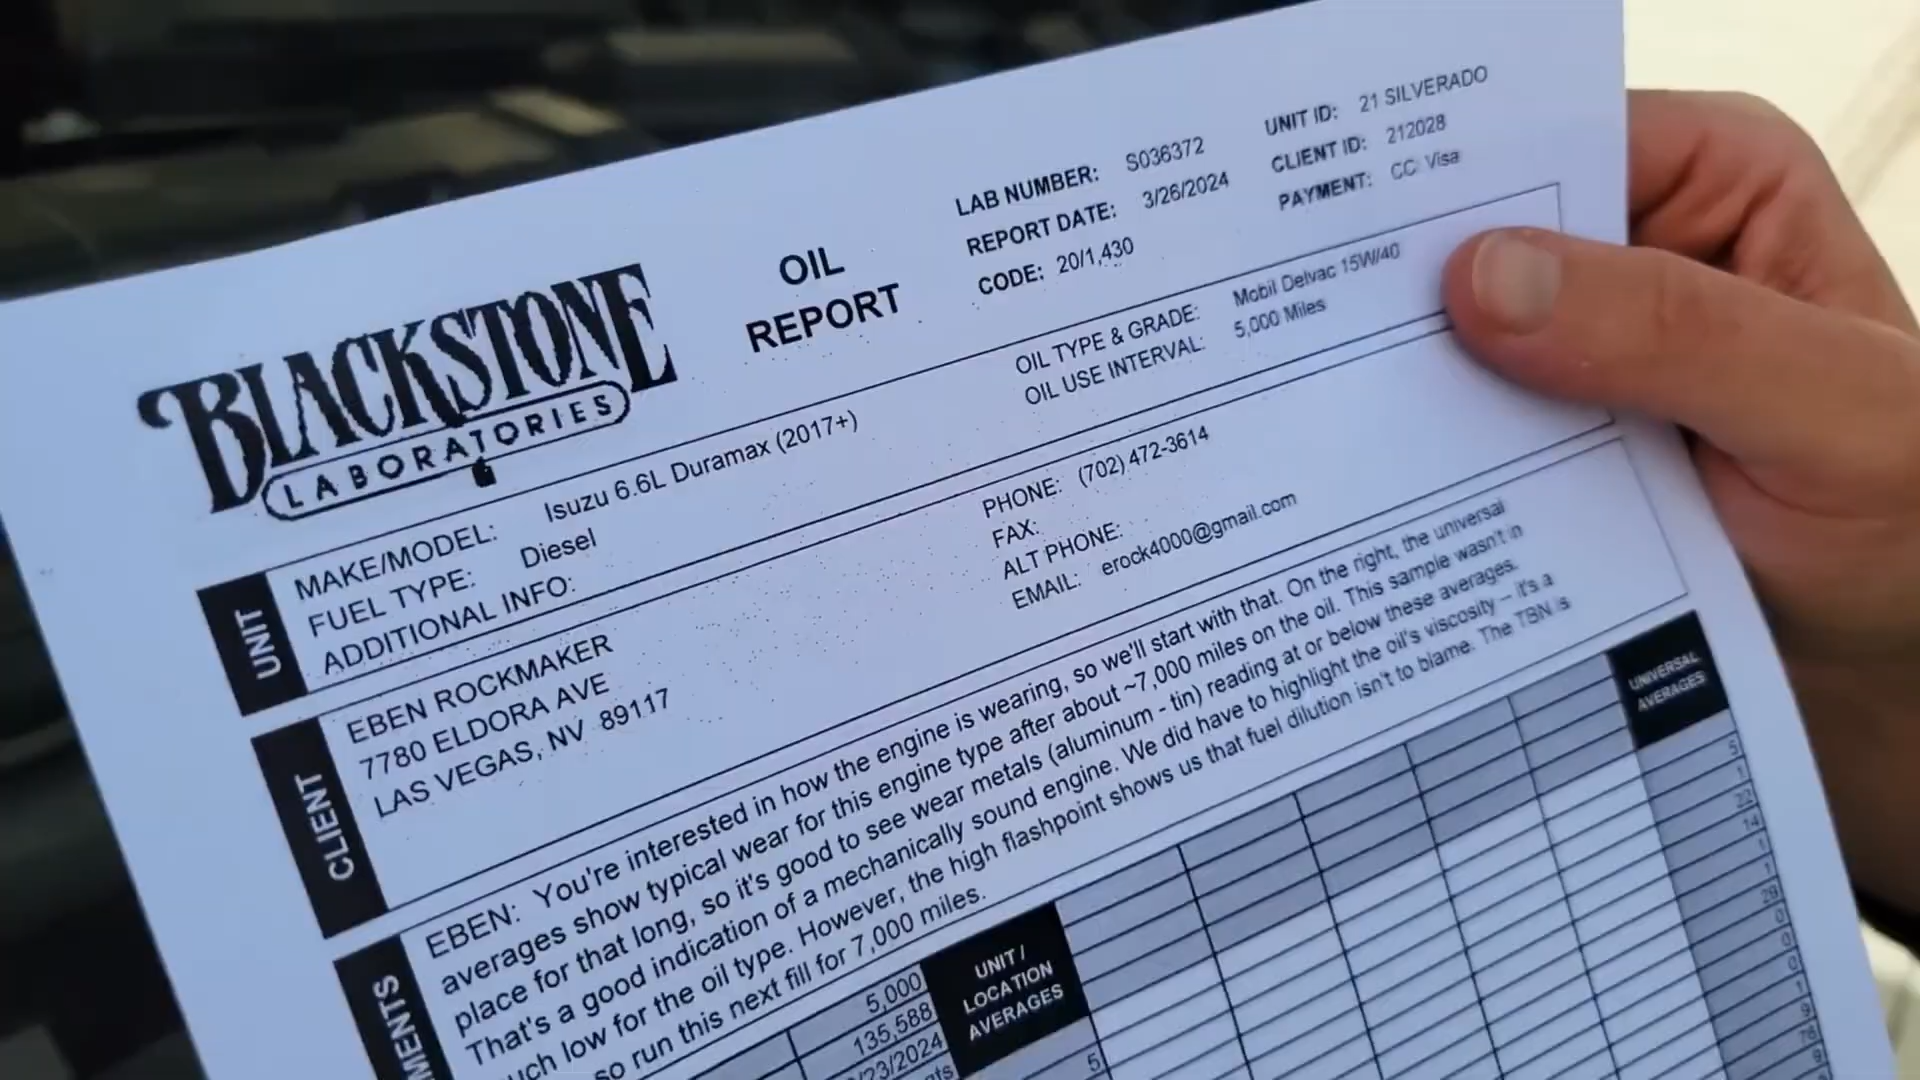 BLACKSTONE
LABORATORIES
OIL
REPORT
LAB NUMBER: S036372
REPORT DATE: 3/26/2024
CODE: 20/1,430
UNIT ID: 21 SILVERADO
CLIENT ID: 212028
PAYMENT: CC: Visa
UNIT
MAKE/MODEL: Isuzu 6.6L Duramax (2017+)
FUEL TYPE: Diesel
ADDITIONAL INFO:
OIL TYPE & GRADE: Mobil Delvac 15W/40
OIL USE INTERVAL: 5,000 Miles
CLIENT
EBEN ROCKMAKER
7780 ELDORA AVE
LAS VEGAS, NV 89117
PHONE: (702) 472-3614
FAX:
ALT PHONE:
EMAIL: erock4000@gmail.com
MENTS
EBEN: You're interested in how the engine is wearing, so we'll start with that. On the right, the universal
averages show typical wear for this engine type after about ~7,000 miles on the oil. This sample wasn't in
place for that long, so it's good to see wear metals (aluminum - tin) reading at or below these averages.
That's a good indication of a mechanically sound engine. We did have to highlight the oil's viscosity – it's a
uch low for the oil type. However, the high flashpoint shows us that fuel dilution isn't to blame. The TBN is
so run this next fill for 7,000 miles.
5,000
135,588
/23/2024
nts
UNIT /
LOCATION
AVERAGES
5
UNIVERSAL
AVERAGES
5
1
22
14
1
1
29
0
0
0
1
9
76
9